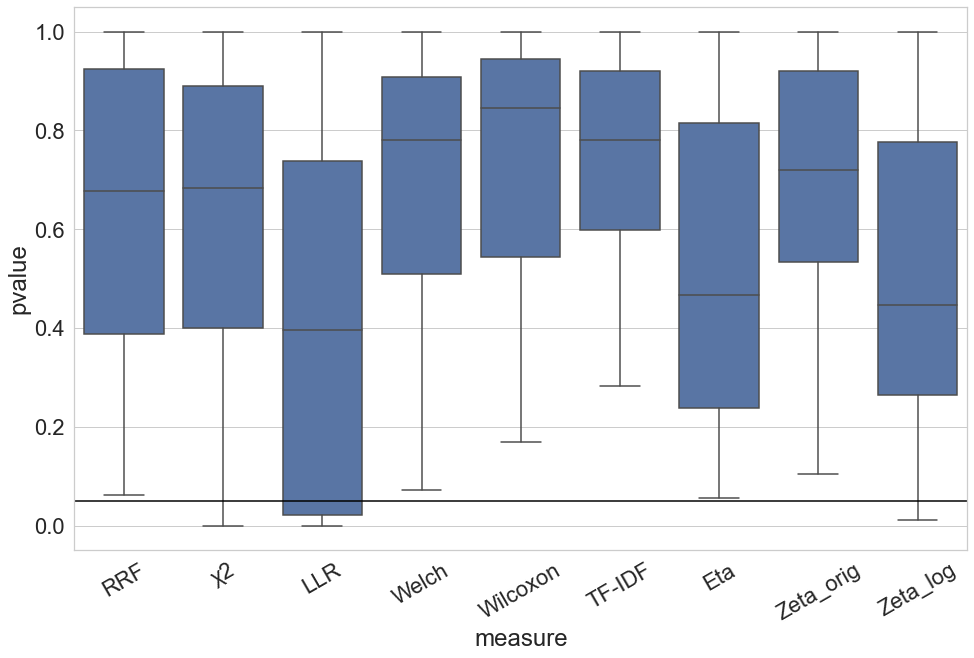 pvalue
1.0
0.8
0.6
0.4
0.2
0.0
RRF
χ2
LLR
Welch
Wilcoxon
TF-IDF
Eta
Zeta_orig
Zeta_log
measure